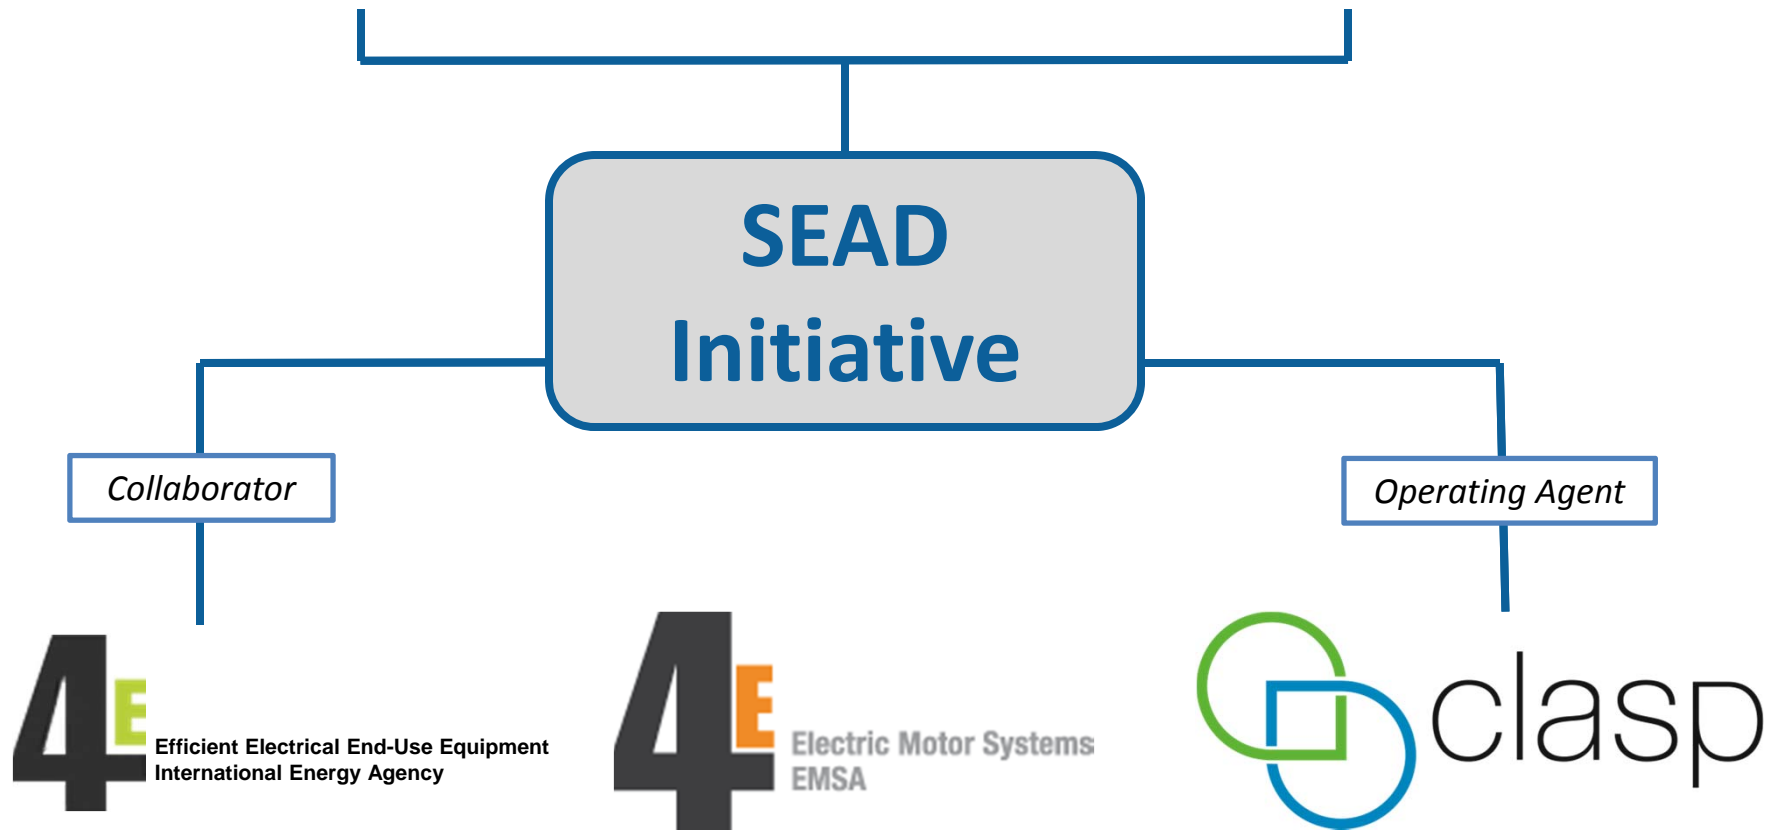 SEAD
Initiative
Collaborator
Operating Agent
4E
Efficient Electrical End-Use Equipment
International Energy Agency
4E
Electric Motor Systems
EMSA
clasp